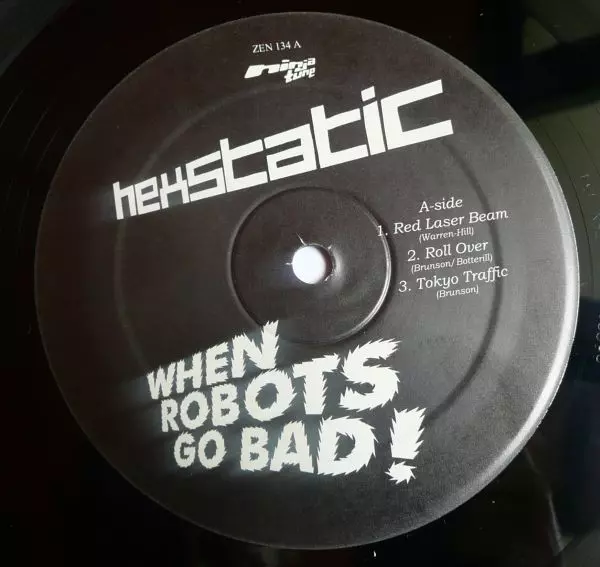 ZEN 134 A
ninja
tune
hexstatic
A-side
1. Red Laser Beam
(Warren-Hill)
2. Roll Over
(Brunson/Botterill)
3. Tokyo Traffic
(Brunson)
WHEN
ROBOTS
GO BAD!